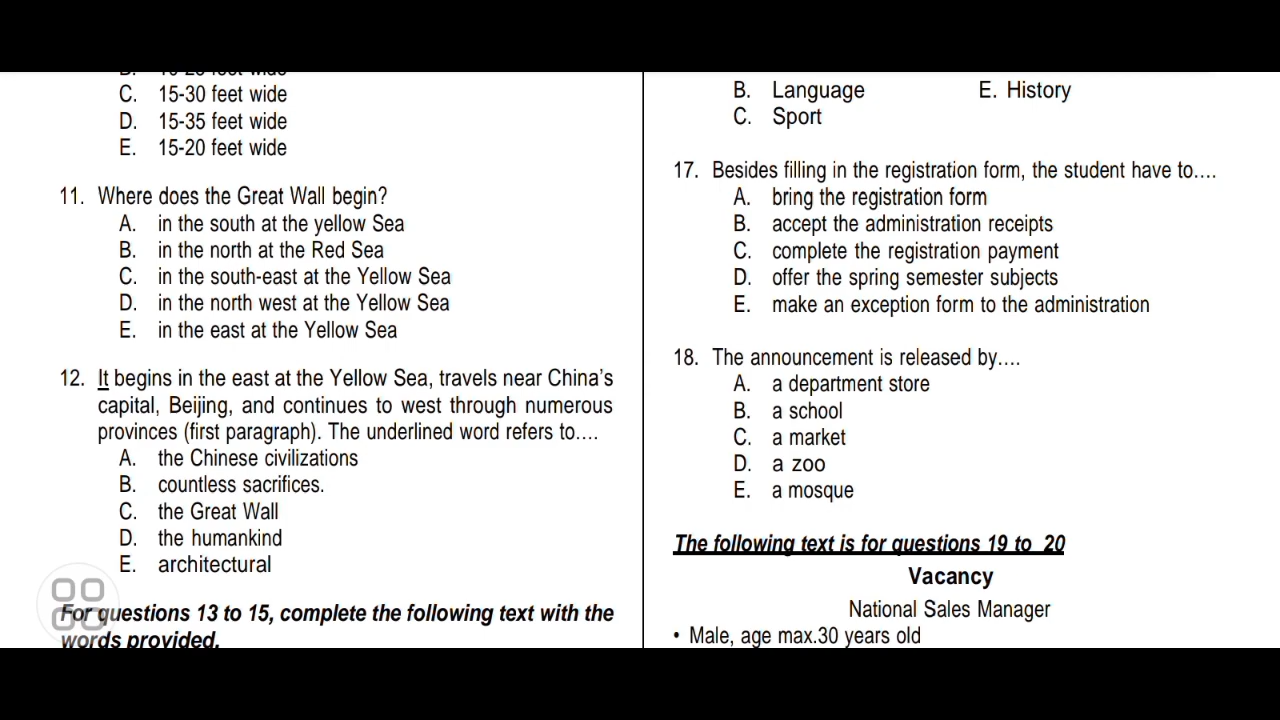 C. 15-30 feet wide
D. 15-35 feet wide
E. 15-20 feet wide
11. Where does the Great Wall begin?
A. in the south at the yellow Sea
B. in the north at the Red Sea
C. in the south-east at the Yellow Sea
D. in the north west at the Yellow Sea
E. in the east at the Yellow Sea
12. It begins in the east at the Yellow Sea, travels near China's
capital, Beijing, and continues to west through numerous
provinces (first paragraph). The underlined word refers to....
A. the Chinese civilizations
B. countless sacrifices.
C. the Great Wall
D. the humankind
E. architectural
For questions 13 to 15, complete the following text with the
words provided.
B. Language E. History
C. Sport
17. Besides filling in the registration form, the student have to....
A. bring the registration form
B. accept the administration receipts
C. complete the registration payment
D. offer the spring semester subjects
E. make an exception form to the administration
18. The announcement is released by....
A. a department store
B. a school
C. a market
D. a zoo
E. a mosque
The following text is for questions 19 to 20
Vacancy
National Sales Manager
• Male, age max.30 years old